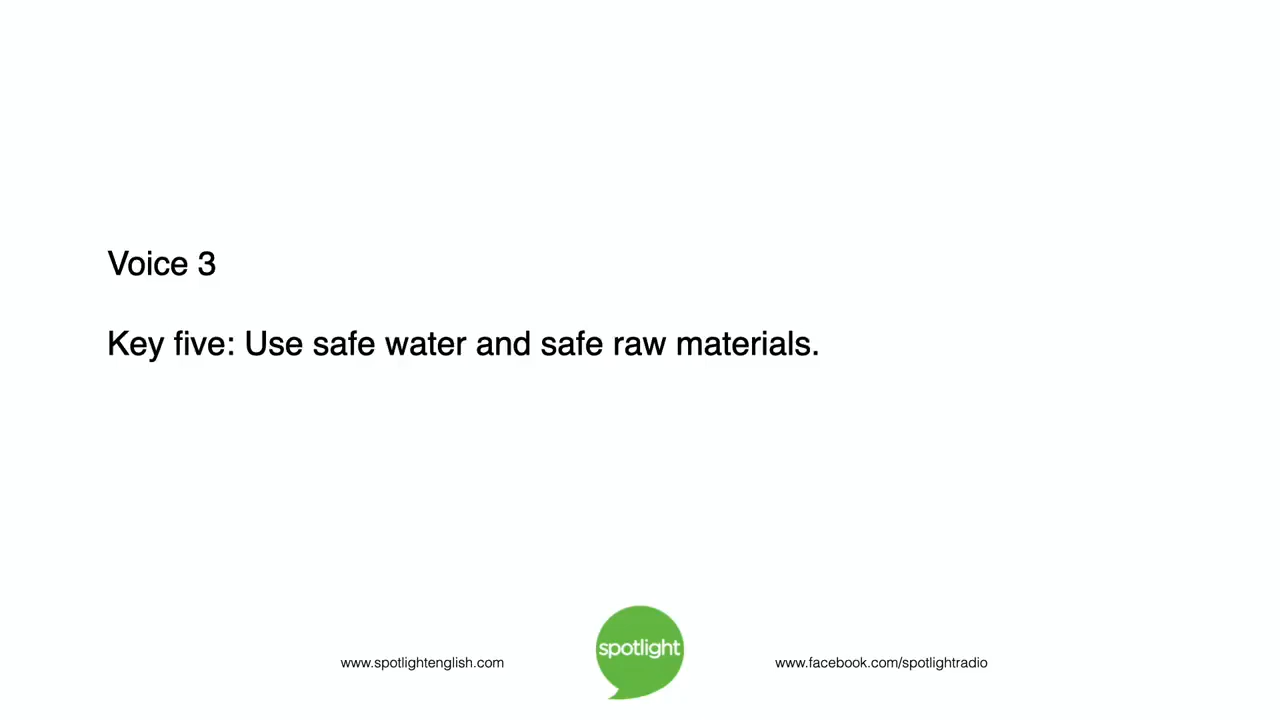 Voice 3
Key five: Use safe water and safe raw materials.
spotlight
www.spotlightenglish.com
www.facebook.com/spotlightradio